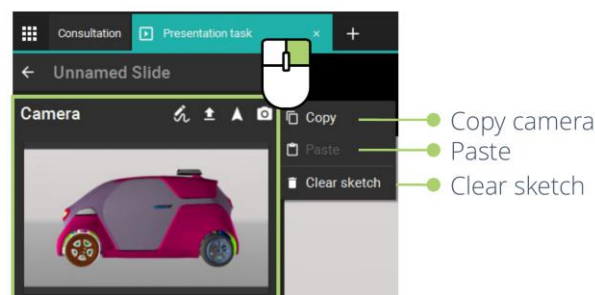 Consultation Presentation task × +
← Unnamed Slide
Camera
Copy
Paste
Clear sketch
Copy camera
Paste
Clear sketch